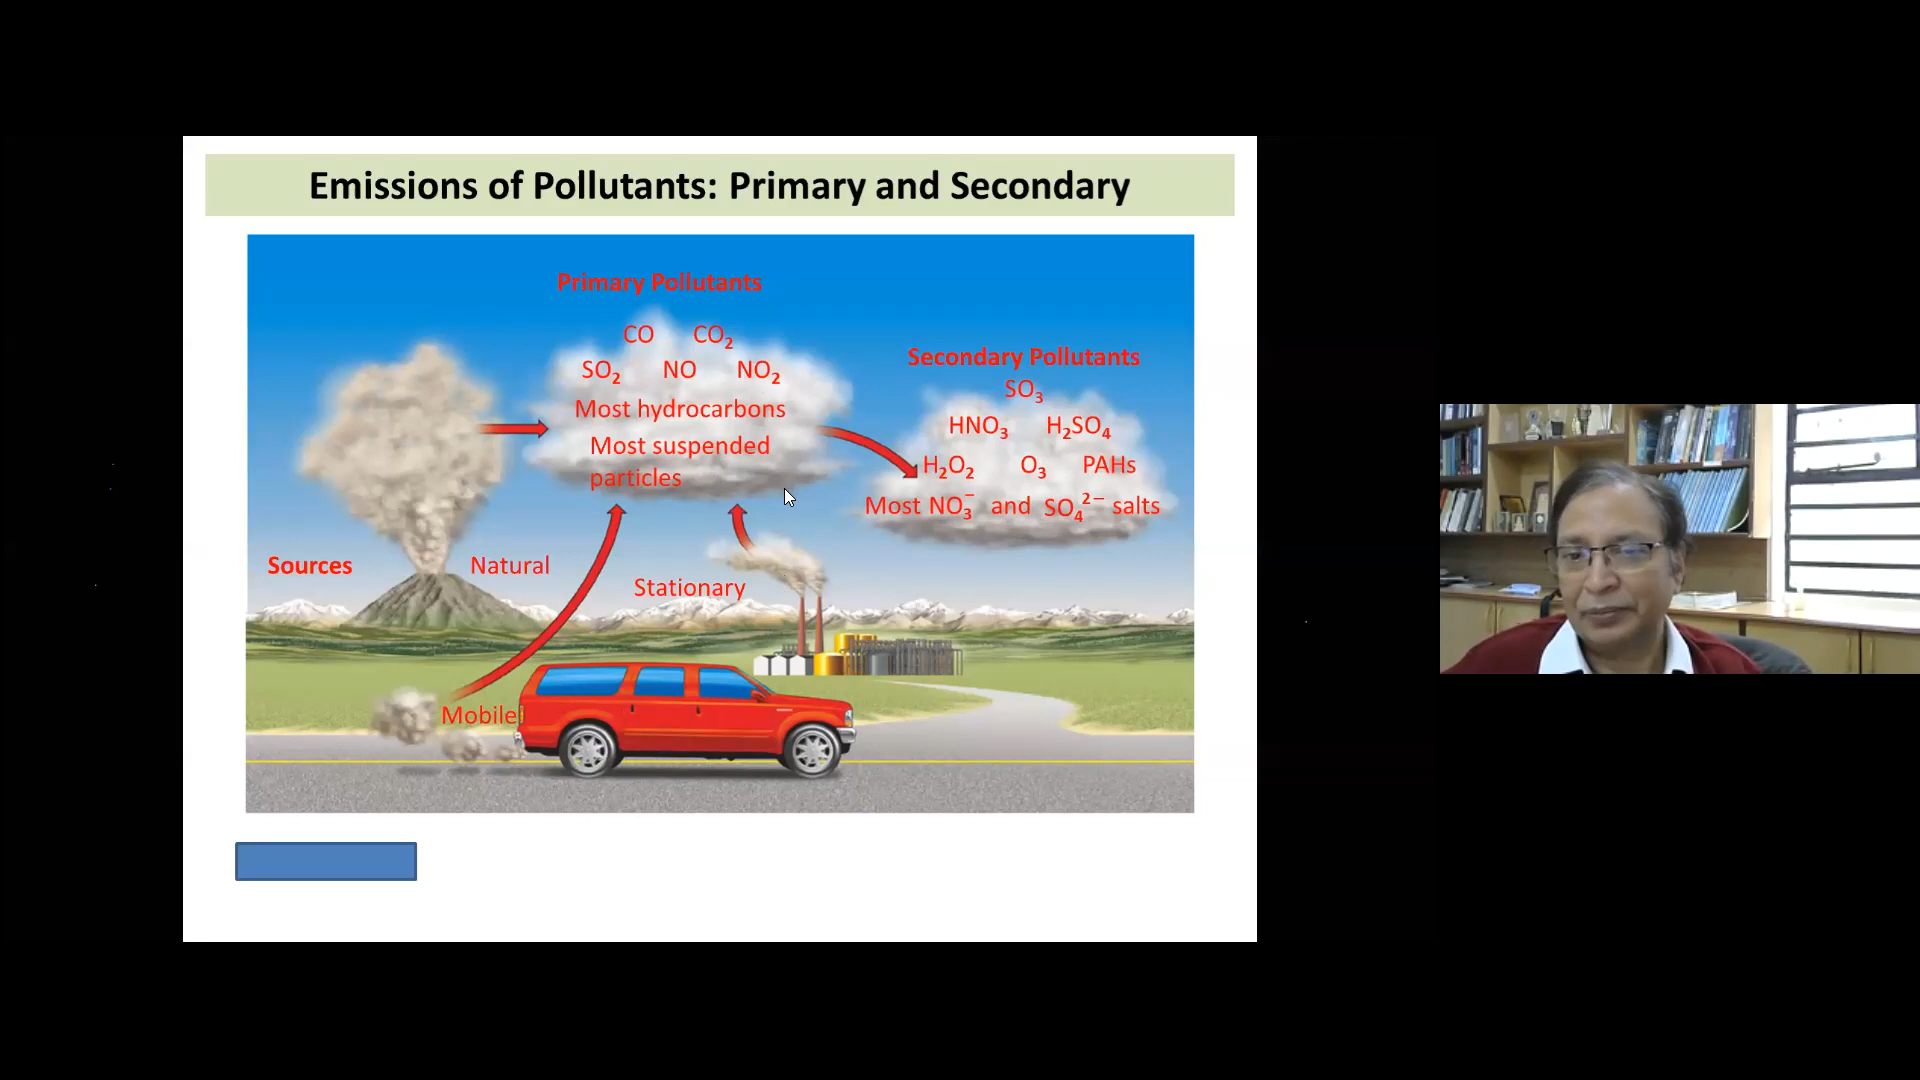 Emissions of Pollutants: Primary and Secondary
Primary Pollutants
CO CO₂
SO₂ NO NO₂
Most hydrocarbons
Most suspended
particles
Secondary Pollutants
SO₃
HNO₃ H₂SO₄
H₂O₂ O₃ PAHs
Most NO₃⁻ and SO₄²⁻ salts
Sources
Natural
Stationary
Mobile